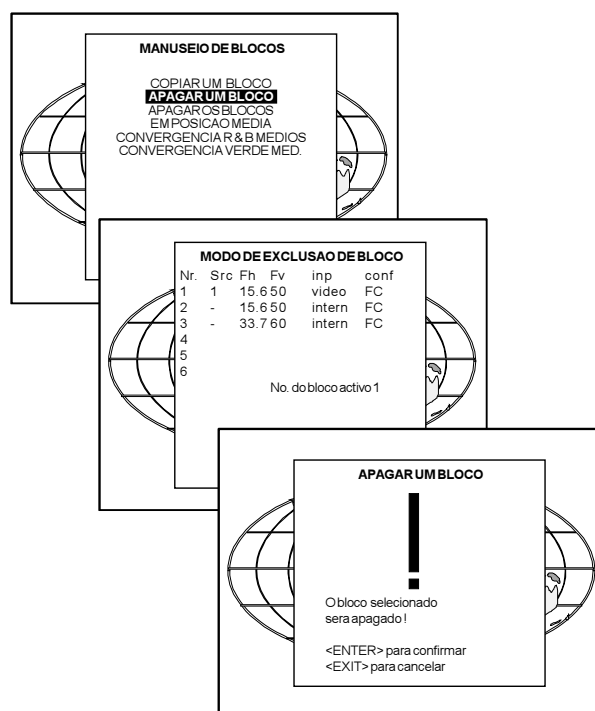 MANUSEIO DE BLOCOS
COPIAR UM BLOCO
APAGAR UM BLOCO
APAGAR OS BLOCOS
EM POSICAO MEDIA
CONVERGENCIA R & B MEDIOS
CONVERGENCIA VERDE MED.
MODO DE EXCLUSAO DE BLOCO
Nr. Src Fh Fv inp conf
1 1 15.6 50 video FC
2 - 15.6 50 intern FC
3 - 33.7 60 intern FC
4
5
6
No. do bloco activo 1
APAGAR UM BLOCO
!
O bloco selecionado
sera apagado !
<ENTER> para confirmar
<EXIT> para cancelar